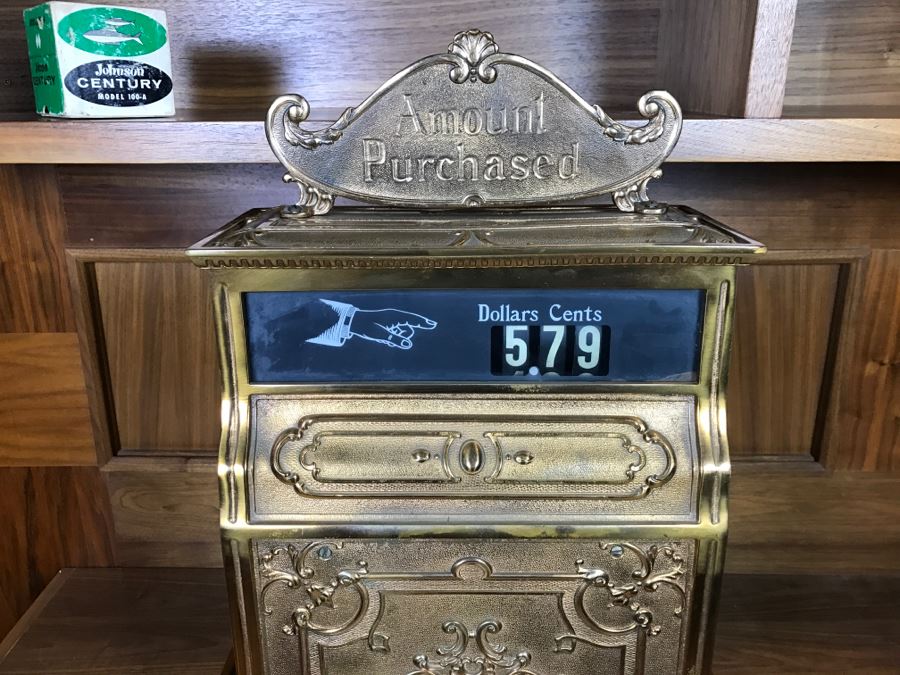 Johnson
CENTURY
MODEL 100-A
Amount
Purchased
Dollars Cents
5 79